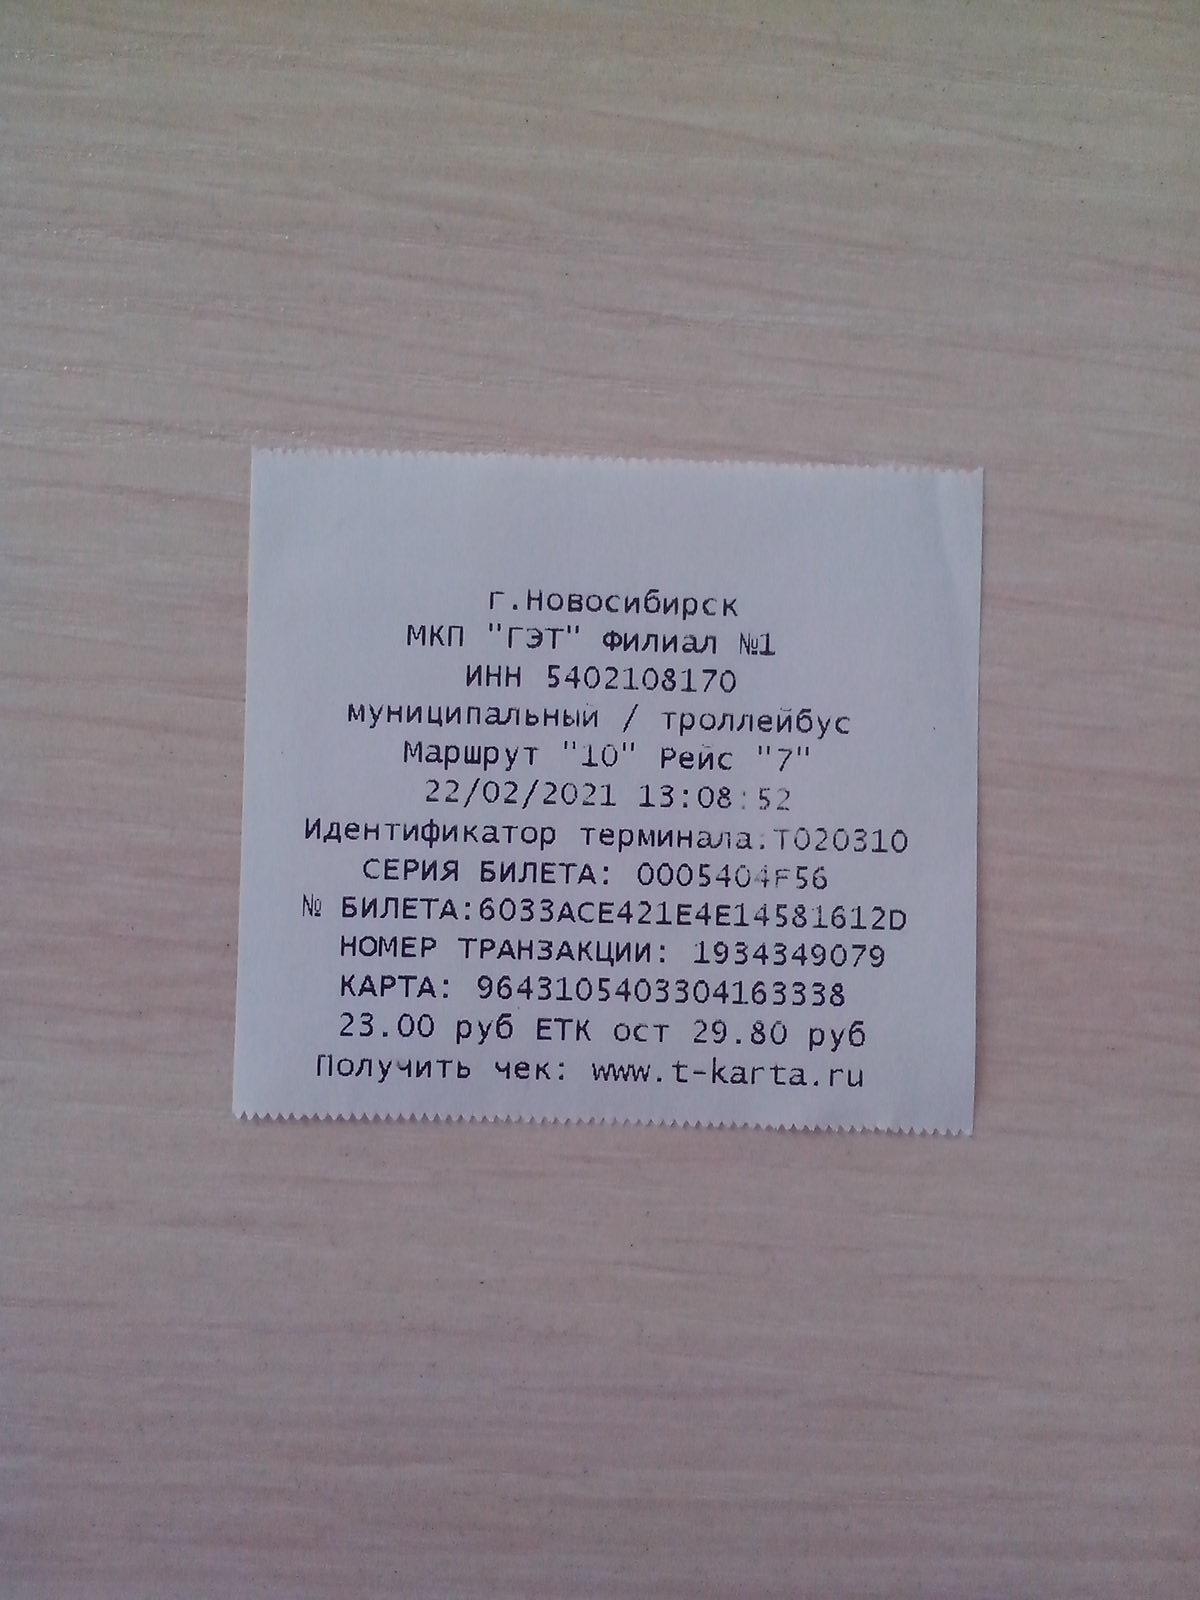 г.Новосибирск
МКП "ГЭТ" Филиал №1
ИНН 5402108170
муниципальный / троллейбус
Маршрут "10" Рейс "7"
22/02/2021 13:08:52
Идентификатор терминала:Т020310
СЕРИЯ БИЛЕТА: 0005404F56
№ БИЛЕТА:6033ACE421E4E14581612D
НОМЕР ТРАНЗАКЦИИ: 1934349079
КАРТА: 9643105403304163338
23.00 руб ЕТК ост 29.80 руб
Получить чек: www.t-karta.ru